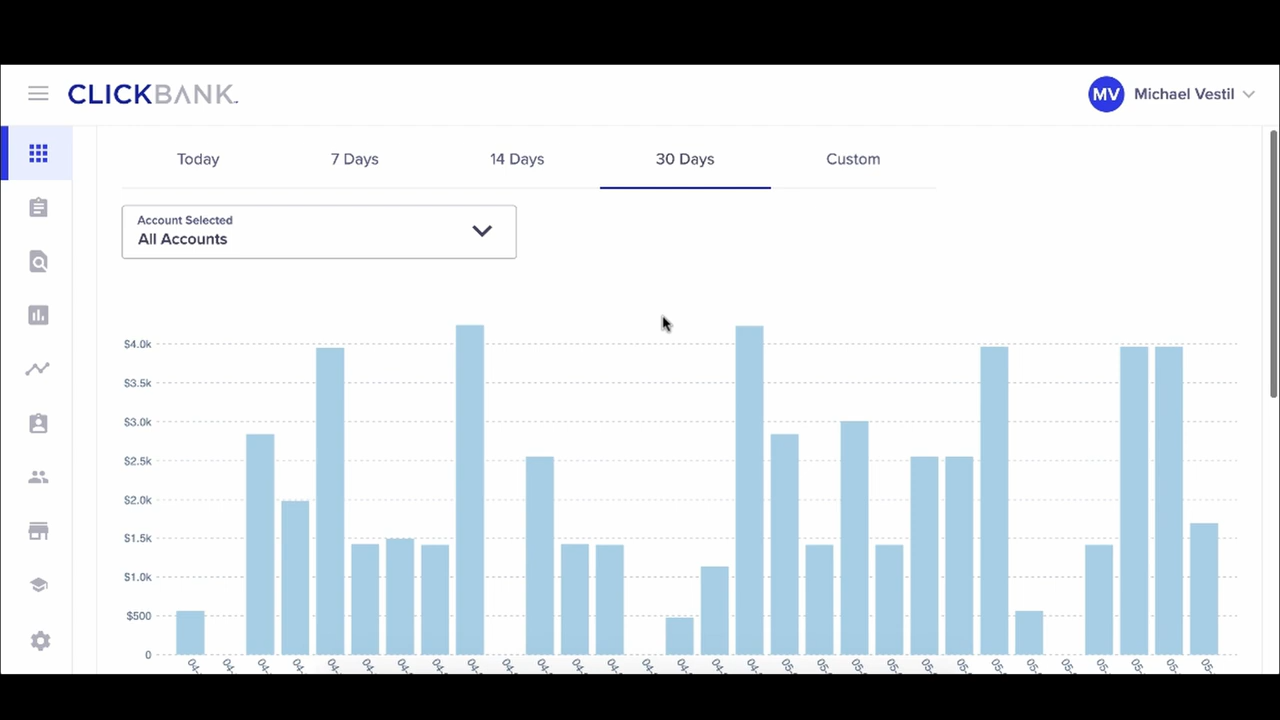 CLICKBANK
MV Michael Vestil
Today 7 Days 14 Days 30 Days Custom
Account Selected
All Accounts
$4.0k
$3.5k
$3.0k
$2.5k
$2.0k
$1.5k
$1.0k
$500
0